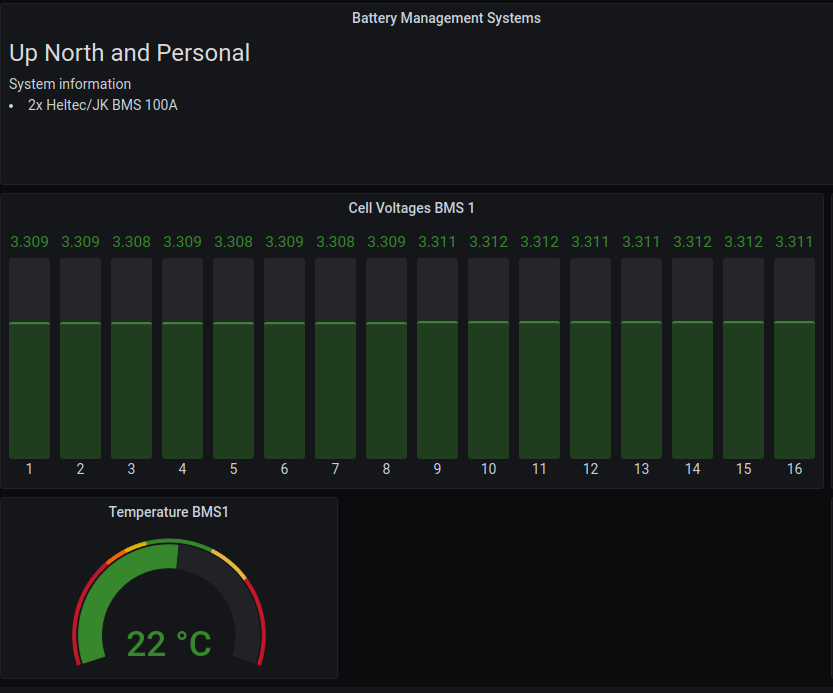 Battery Management Systems
Up North and Personal
System information
• 2x Heltec/JK BMS 100A
Cell Voltages BMS 1
3.309 3.309 3.308 3.309 3.308 3.309 3.308 3.309 3.311 3.312 3.312 3.311 3.311 3.312 3.312 3.311
1 2 3 4 5 6 7 8 9 10 11 12 13 14 15 16
Temperature BMS1
22 °C